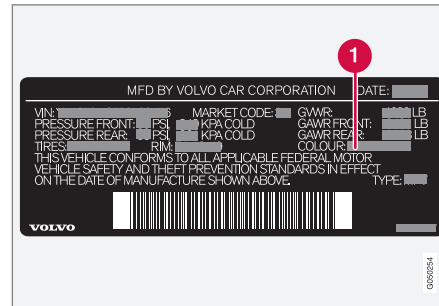 1
MFD BY VOLVO CAR CORPORATION DATE:
VIN: MARKET CODE: GVWR: LB
PRESSURE FRONT: PSI, KPA COLD GAWR FRONT: LB
PRESSURE REAR: PSI, KPA COLD GAWR REAR: LB
TIRES: RIM: COLOUR:
THIS VEHICLE CONFORMS TO ALL APPLICABLE FEDERAL MOTOR
VEHICLE SAFETY AND THEFT PREVENTION STANDARDS IN EFFECT
ON THE DATE OF MANUFACTURE SHOWN ABOVE. TYPE:
VOLVO
G050254